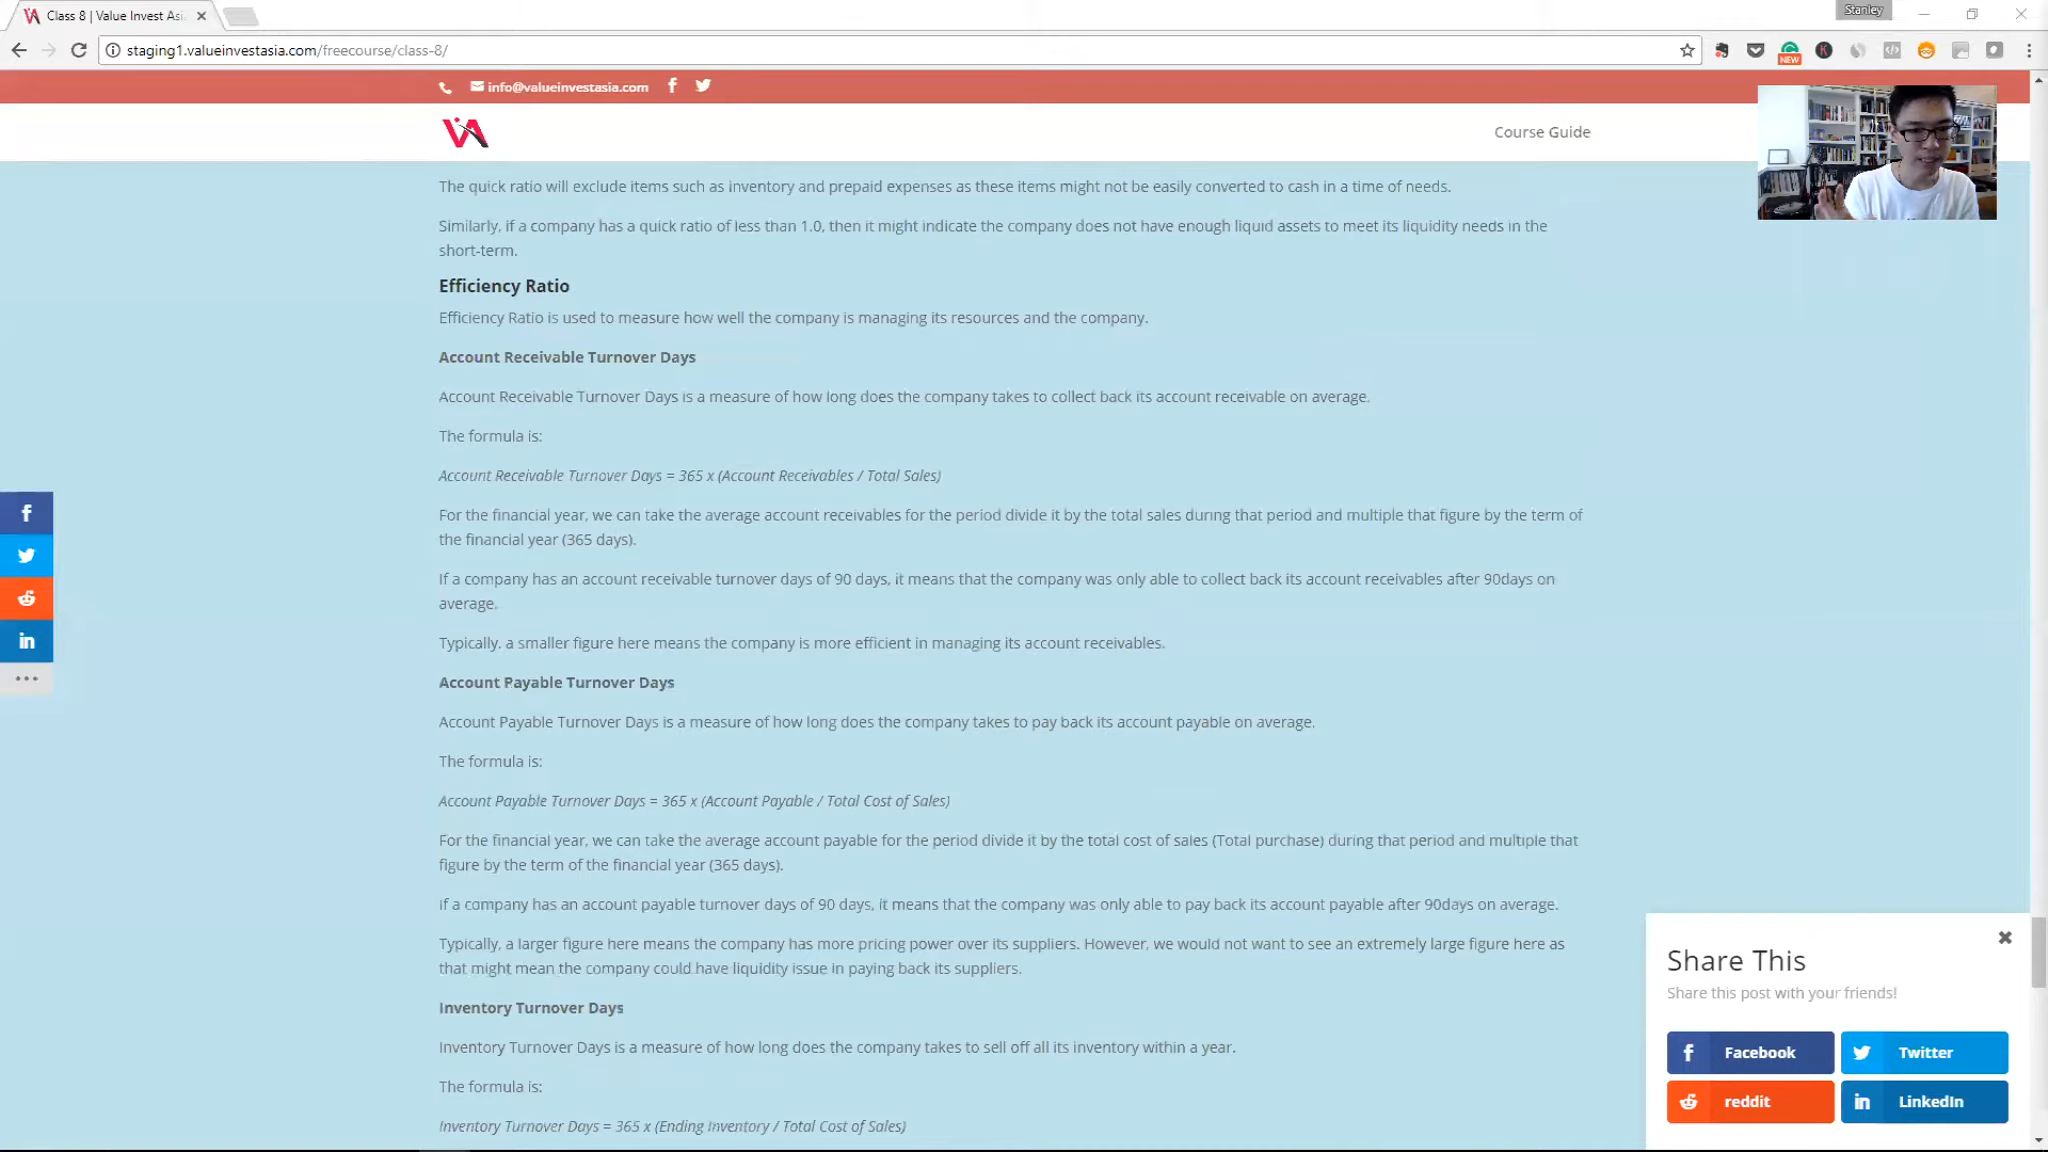 Class 8 | Value Invest Asi
Stanley
staging1.valueinvestasia.com/freecourse/class-8/
NEW
info@valueinvestasia.com
VIA
Course Guide
The quick ratio will exclude items such as inventory and prepaid expenses as these items might not be easily converted to cash in a time of needs.
Similarly, if a company has a quick ratio of less than 1.0, then it might indicate the company does not have enough liquid assets to meet its liquidity needs in the
short-term.
Efficiency Ratio
Efficiency Ratio is used to measure how well the company is managing its resources and the company.
Account Receivable Turnover Days
Account Receivable Turnover Days is a measure of how long does the company takes to collect back its account receivable on average.
The formula is:
Account Receivable Turnover Days = 365 x (Account Receivables / Total Sales)
For the financial year, we can take the average account receivables for the period divide it by the total sales during that period and multiple that figure by the term of
the financial year (365 days).
If a company has an account receivable turnover days of 90 days, it means that the company was only able to collect back its account receivables after 90days on
average.
Typically, a smaller figure here means the company is more efficient in managing its account receivables.
Account Payable Turnover Days
Account Payable Turnover Days is a measure of how long does the company takes to pay back its account payable on average.
The formula is:
Account Payable Turnover Days = 365 x (Account Payable / Total Cost of Sales)
For the financial year, we can take the average account payable for the period divide it by the total cost of sales (Total purchase) during that period and multiple that
figure by the term of the financial year (365 days).
If a company has an account payable turnover days of 90 days, it means that the company was only able to pay back its account payable after 90days on average.
Typically, a larger figure here means the company has more pricing power over its suppliers. However, we would not want to see an extremely large figure here as
that might mean the company could have liquidity issue in paying back its suppliers.
Inventory Turnover Days
Inventory Turnover Days is a measure of how long does the company takes to sell off all its inventory within a year.
The formula is:
Inventory Turnover Days = 365 x (Ending Inventory / Total Cost of Sales)
Share This
Share this post with your friends!
Facebook
Twitter
reddit
LinkedIn